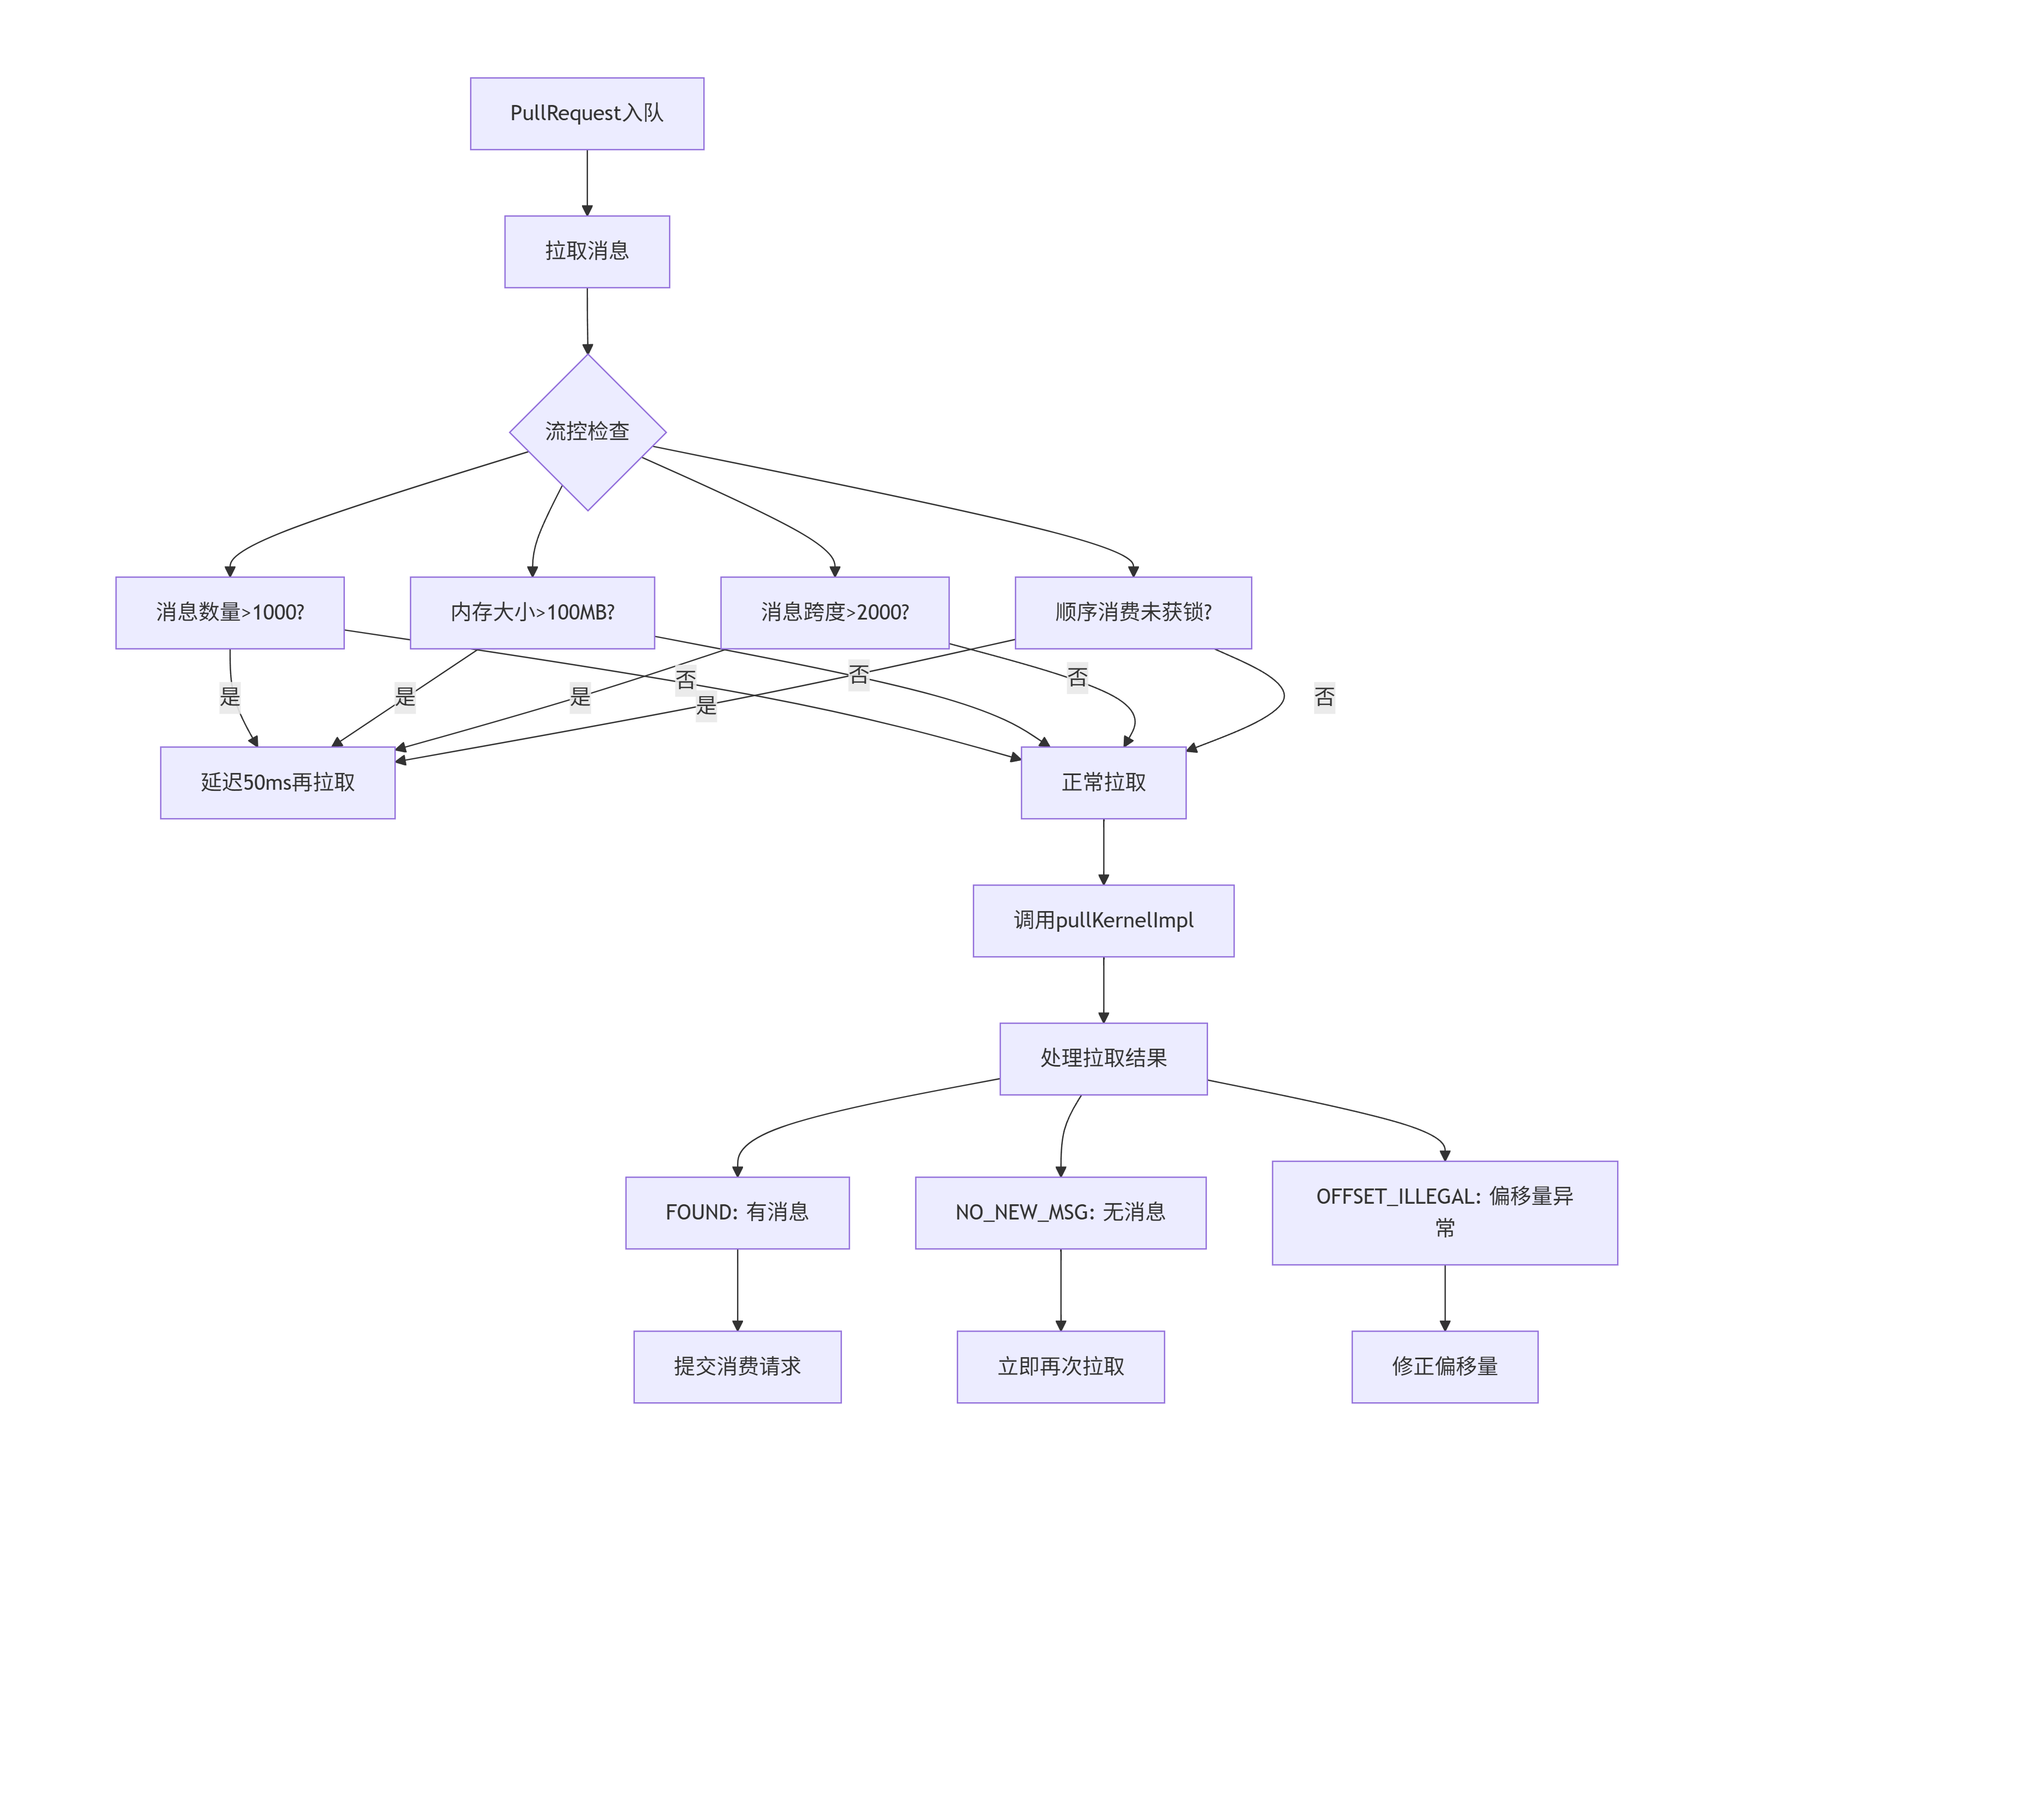 PullRequest入队
拉取消息
流控检查
消息数量>1000?
内存大小>100MB?
消息跨度>2000?
顺序消费未获锁?
是
是
是
否
是
否
否
否
延迟50ms再拉取
正常拉取
调用pullKernelImpl
处理拉取结果
FOUND: 有消息
NO_NEW_MSG: 无消息
OFFSET_ILLEGAL: 偏移量异
常
提交消费请求
立即再次拉取
修正偏移量